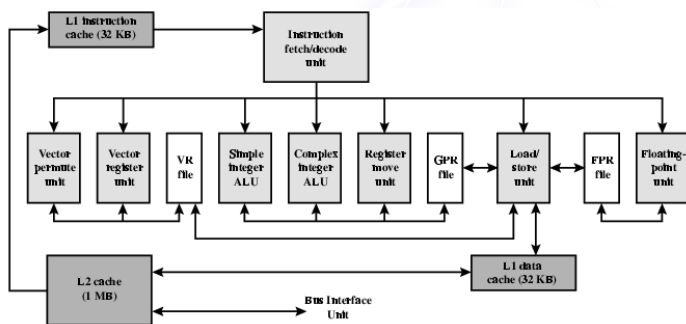 L1 instruction
cache (32 KB)
Instruction
fetch/decode
unit
Vector
permute
unit
Vector
register
unit
VR
file
Simple
integer
ALU
Complex
integer
ALU
Register
move
unit
GPR
file
Load/
store
unit
FPR
file
Floating-
point
unit
L2 cache
(1 MB)
Bus Interface
Unit
L1 data
cache (32 KB)